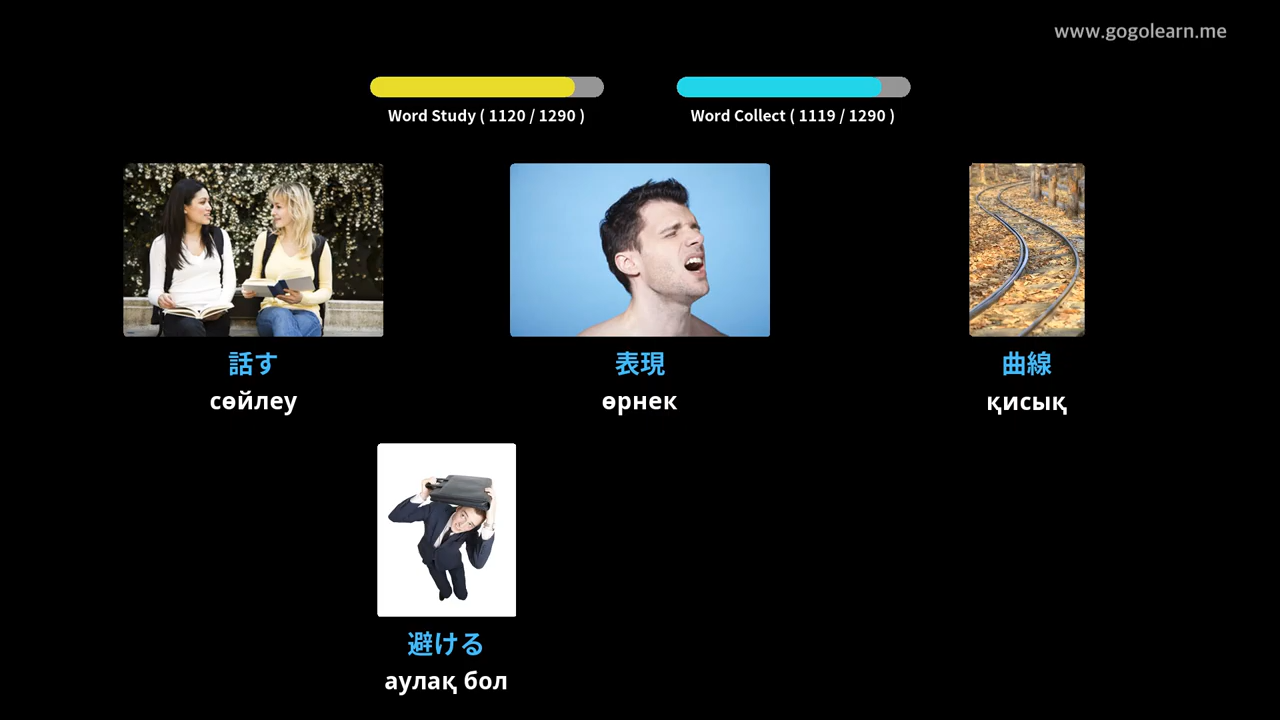 www.gogolearn.me
Word Study ( 1120 / 1290 )
Word Collect ( 1119 / 1290 )
話す
сөйлеу
表現
өрнек
曲線
қисық
避ける
аулақ бол